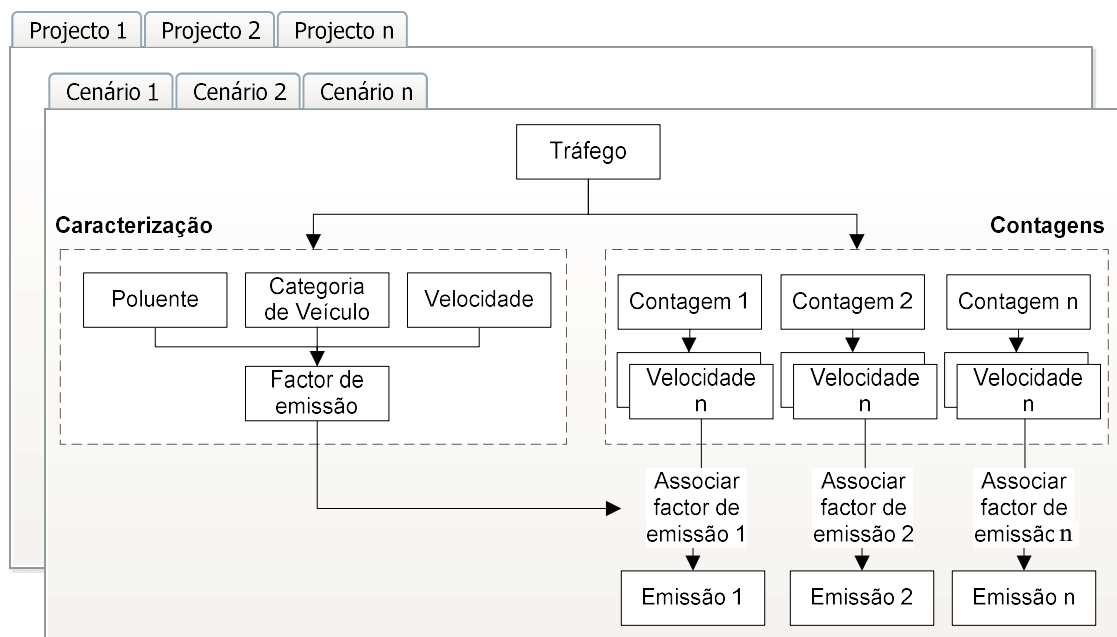 Projecto 1 Projecto 2 Projecto n
Cenário 1 Cenário 2 Cenário n
Tráfego
Caracterização
Contagens
Poluente
Categoria
de Veículo
Velocidade
Factor de
emissão
Contagem 1
Contagem 2
Contagem n
Velocidade
n
Velocidade
n
Velocidade
n
Associar
factor de
emissão 1
Associar
factor de
emissão 2
Associar
factor de
emissão n
Emissão 1
Emissão 2
Emissão n